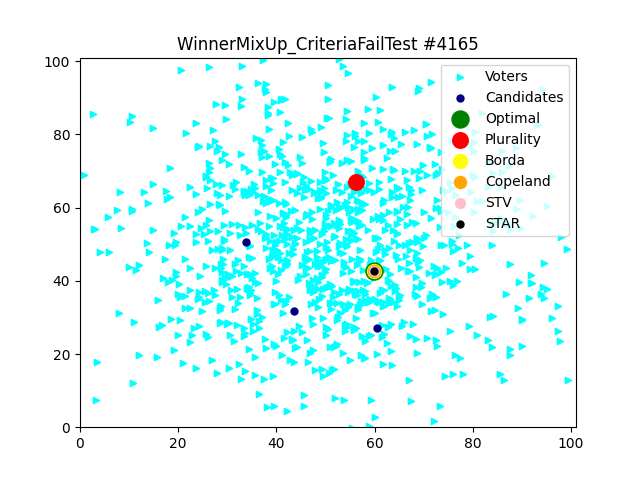 WinnerMixUp_CriteriaFailTest #4165
100
80
60
40
20
0
0
20
40
60
80
100
Voters
Candidates
Optimal
Plurality
Borda
Copeland
STV
STAR